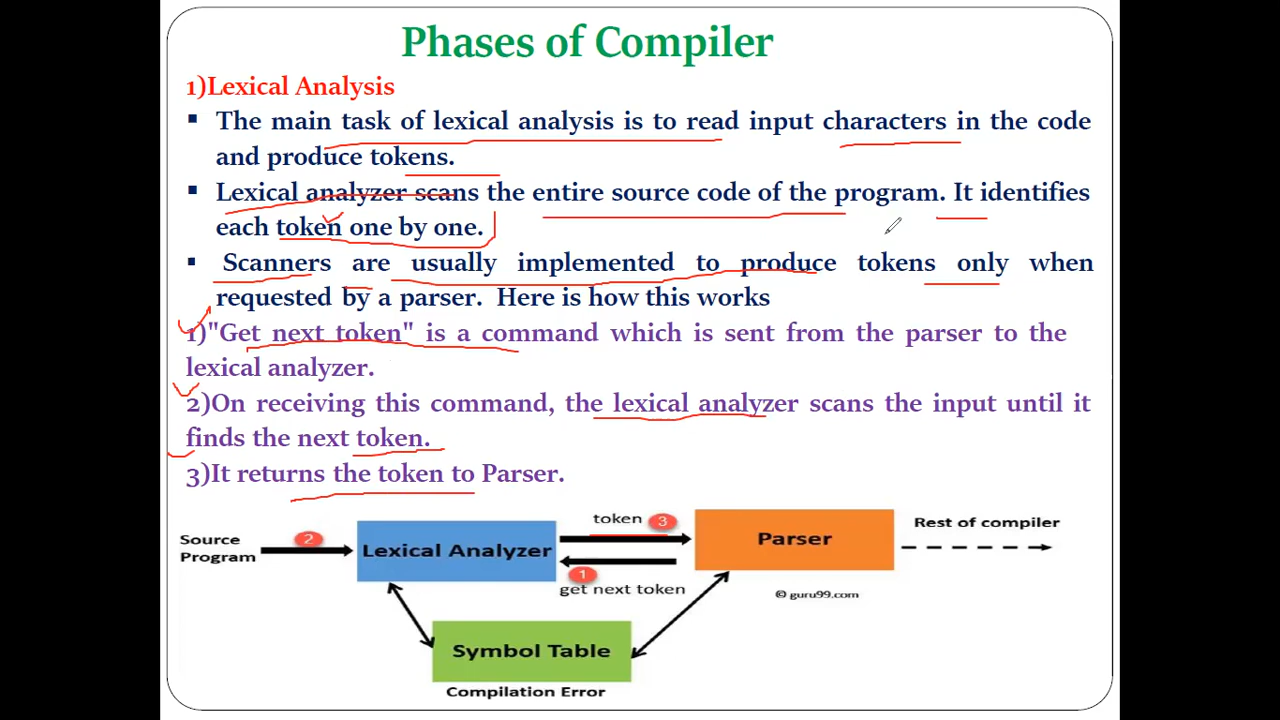 Phases of Compiler
1)Lexical Analysis
▪ The main task of lexical analysis is to read input characters in the code
and produce tokens.
▪ Lexical analyzer scans the entire source code of the program. It identifies
each token one by one.
▪ Scanners are usually implemented to produce tokens only when
requested by a parser. Here is how this works
1)"Get next token" is a command which is sent from the parser to the
lexical analyzer.
2)On receiving this command, the lexical analyzer scans the input until it
finds the next token.
3)It returns the token to Parser.
Source
Program
2
Lexical Analyzer
token 3
1
get next token
Parser
Rest of compiler
© guru99.com
Symbol Table
Compilation Error